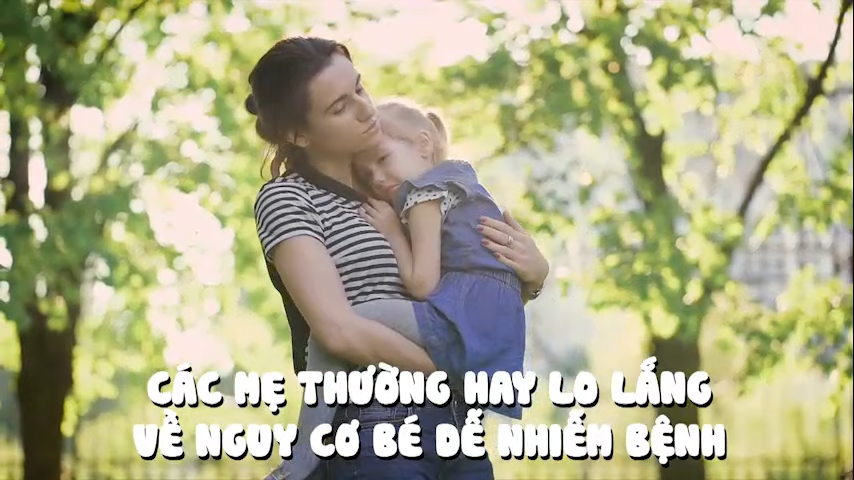 CÁC MẸ THƯỜNG HAY LO LẮNG
VỀ NGUY CƠ BÉ DỄ NHIỄM BỆNH